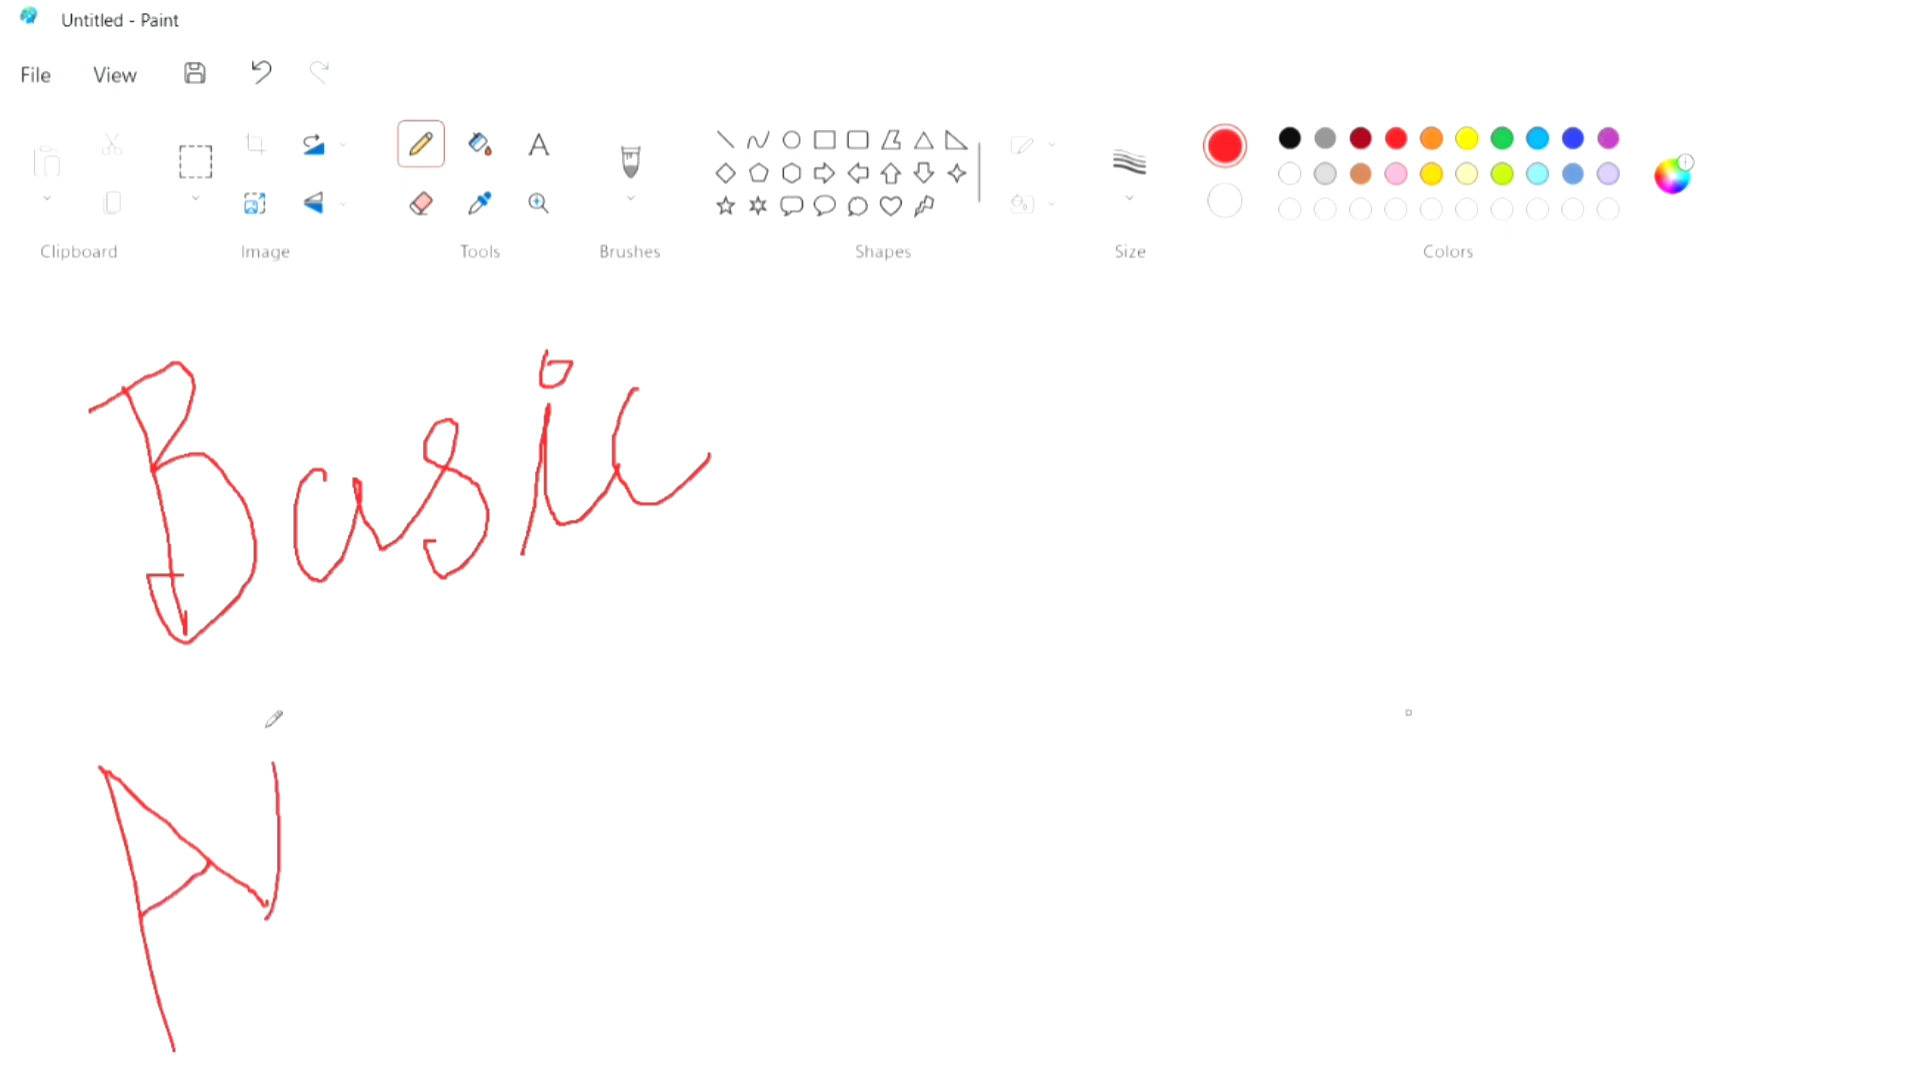 Untitled - Paint
File View
Clipboard Image Tools Brushes Shapes Size Colors
Basic